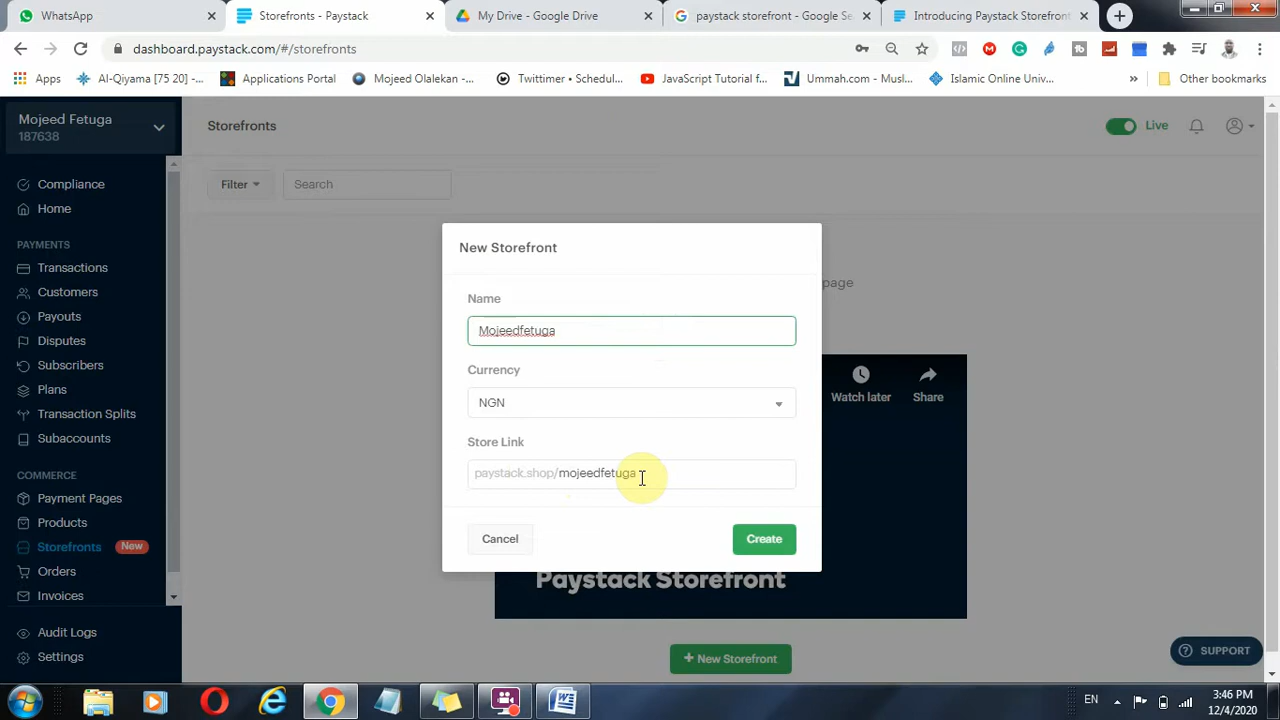 WhatsApp
Storefronts - Paystack
My Drive - Google Drive
paystack storefront - Google Se
Introducing Paystack Storefront
dashboard.paystack.com/#/storefronts
Apps
Al-Qiyama [75 20] -...
Applications Portal
Mojeed Olalekan -...
Twittimer • Schedul...
JavaScript Tutorial f...
Ummah.com - Musl...
Islamic Online Univ...
»
Other bookmarks
Mojeed Fetuga
187638
Storefronts
Live
Compliance
Home
Filter
Search
PAYMENTS
Transactions
Customers
Payouts
Disputes
Subscribers
Plans
Transaction Splits
Subaccounts
COMMERCE
Payment Pages
Products
Storefronts
New
Orders
Invoices
Audit Logs
Settings
New Storefront
page
Name
Mojeedfetuga
Currency
NGN
Store Link
paystack.shop/mojeedfetuga
Cancel
Create
Watch later
Share
Paystack Storefront
+ New Storefront
SUPPORT
EN
3:46 PM
12/4/2020